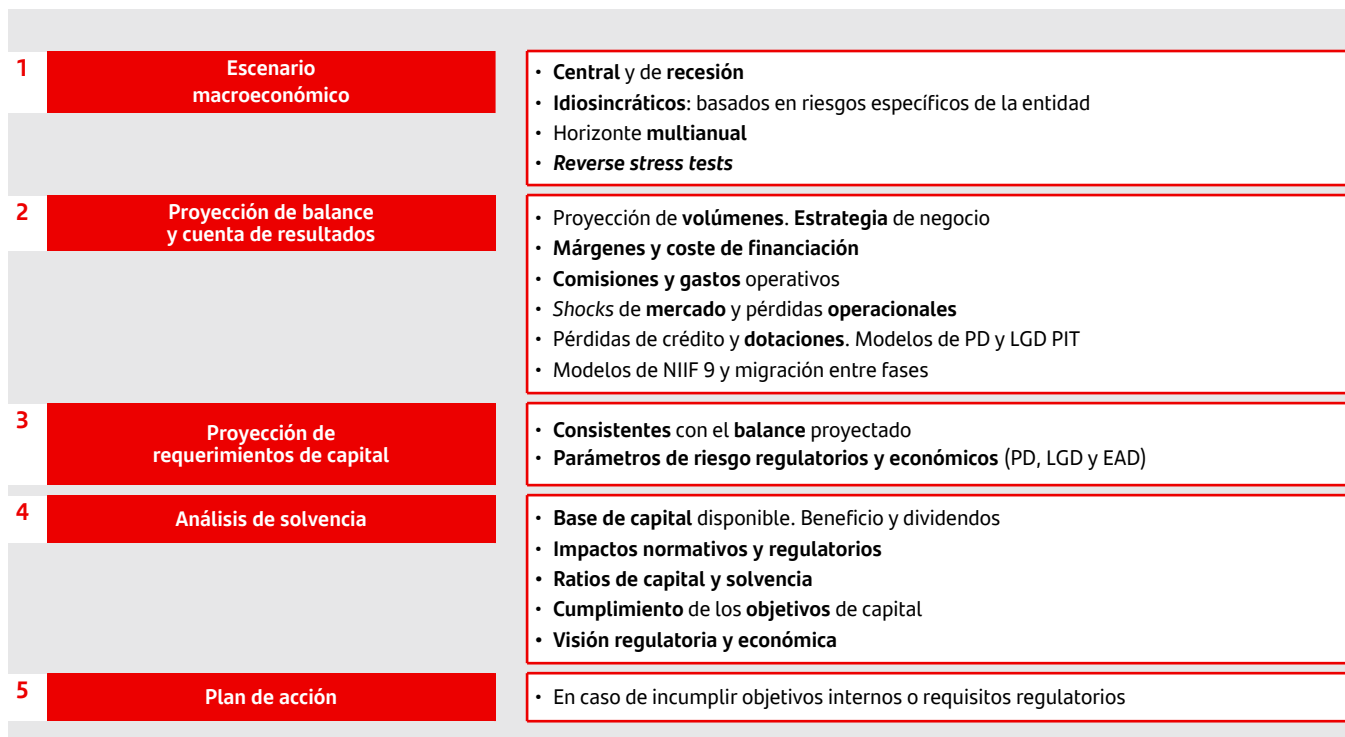 1
Escenario
macroeconómico
• Central y de recesión
• Idiosincráticos: basados en riesgos específicos de la entidad
• Horizonte multianual
• Reverse stress tests
2
Proyección de balance
y cuenta de resultados
• Proyección de volúmenes. Estrategia de negocio
• Márgenes y coste de financiación
• Comisiones y gastos operativos
• Shocks de mercado y pérdidas operacionales
• Pérdidas de crédito y dotaciones. Modelos de PD y LGD PIT
• Modelos de NIIF 9 y migración entre fases
3
Proyección de
requerimientos de capital
• Consistentes con el balance proyectado
• Parámetros de riesgo regulatorios y económicos (PD, LGD y EAD)
4
Análisis de solvencia
• Base de capital disponible. Beneficio y dividendos
• Impactos normativos y regulatorios
• Ratios de capital y solvencia
• Cumplimiento de los objetivos de capital
• Visión regulatoria y económica
5
Plan de acción
• En caso de incumplir objetivos internos o requisitos regulatorios